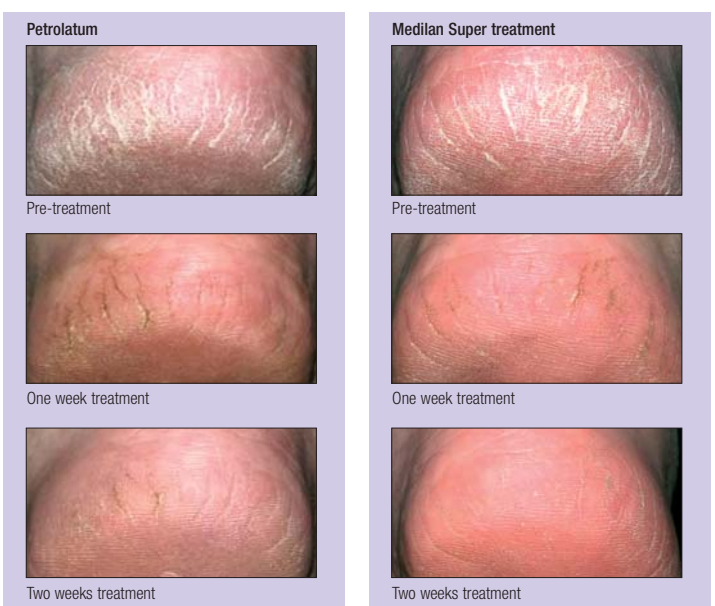 Petrolatum
Pre-treatment
One week treatment
Two weeks treatment
Medilan Super treatment
Pre-treatment
One week treatment
Two weeks treatment